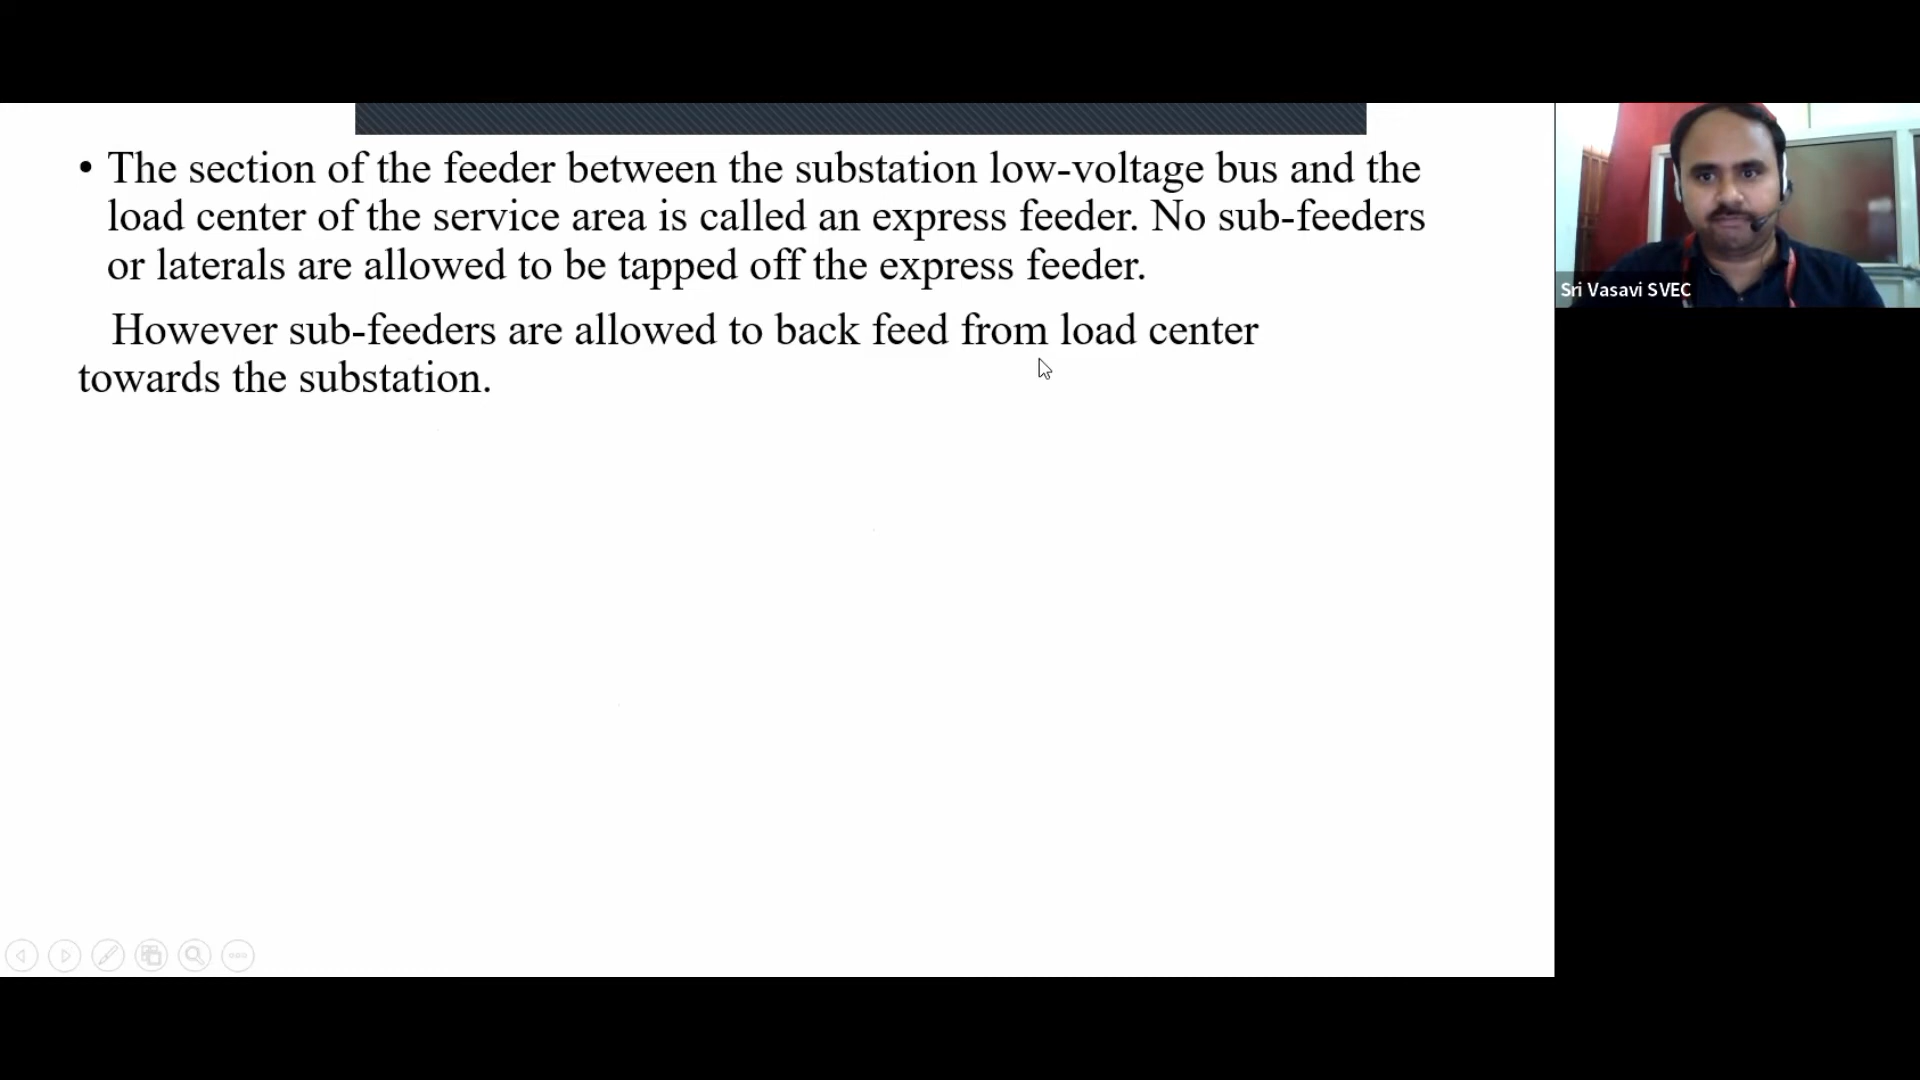 • The section of the feeder between the substation low-voltage bus and the
load center of the service area is called an express feeder. No sub-feeders
or laterals are allowed to be tapped off the express feeder.
However sub-feeders are allowed to back feed from load center
towards the substation.
Sri Vasavi SVEC